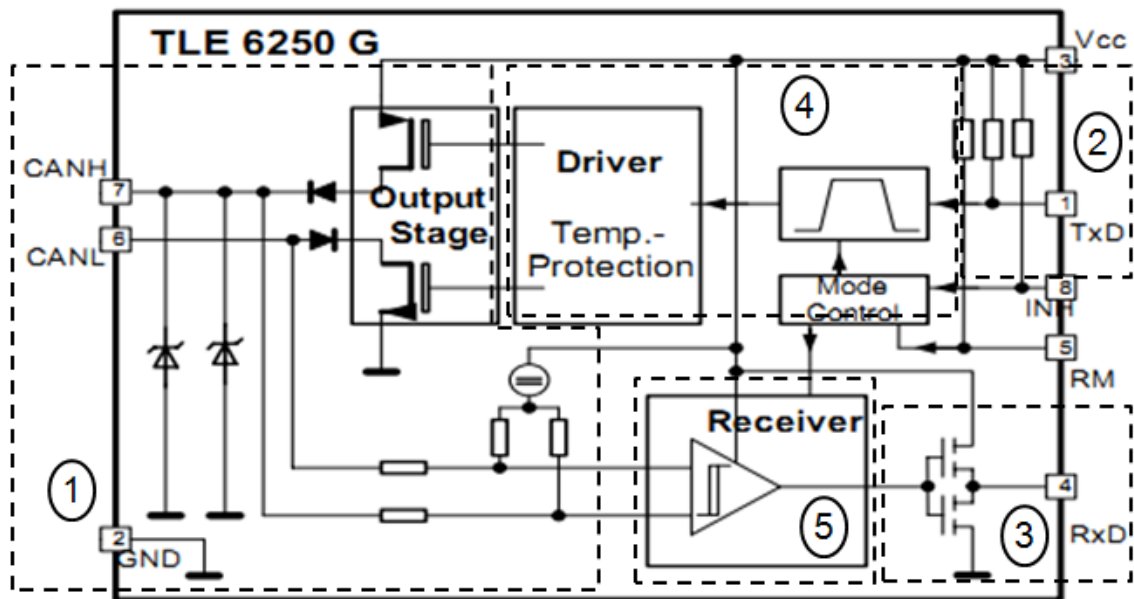 TLE 6250 G
Vcc
3
4
2
CANH
7
Driver
Output
Stage
1
TxD
6
CANL
Temp.-
Protection
Mode
Control
8
INH
5
RM
Receiver
1
4
2
GND
5
3
RxD